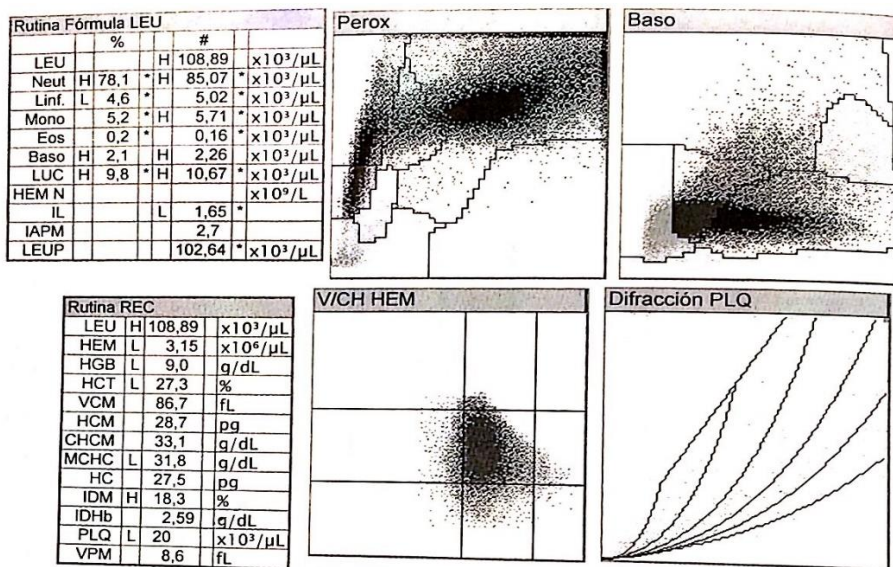 Rutina Fórmula LEU
% #
LEU H 108,89 x10³/µL
Neut H 78,1 * H 85,07 * x10³/µL
Linf. L 4,6 * 5,02 * x10³/µL
Mono 5,2 * H 5,71 * x10³/µL
Eos 0,2 * 0,16 * x10³/µL
Baso H 2,1 H 2,26 x10³/µL
LUC H 9,8 * H 10,67 * x10³/µL
HEM N x10⁹/L
IL L 1,65 *
IAPM 2,7
LEUP 102,64 * x10³/µL
Perox
Baso
Rutina REC
LEU H 108,89 x10³/µL
HEM L 3,15 x10⁶/µL
HGB L 9,0 g/dL
HCT L 27,3 %
VCM 86,7 fL
HCM 28,7 pg
CHCM 33,1 g/dL
MCHC L 31,8 g/dL
HC 27,5 pg
IDM H 18,3 %
IDHb 2,59 g/dL
PLQ L 20 x10³/µL
VPM 8,6 fL
V/CH HEM
Difracción PLQ